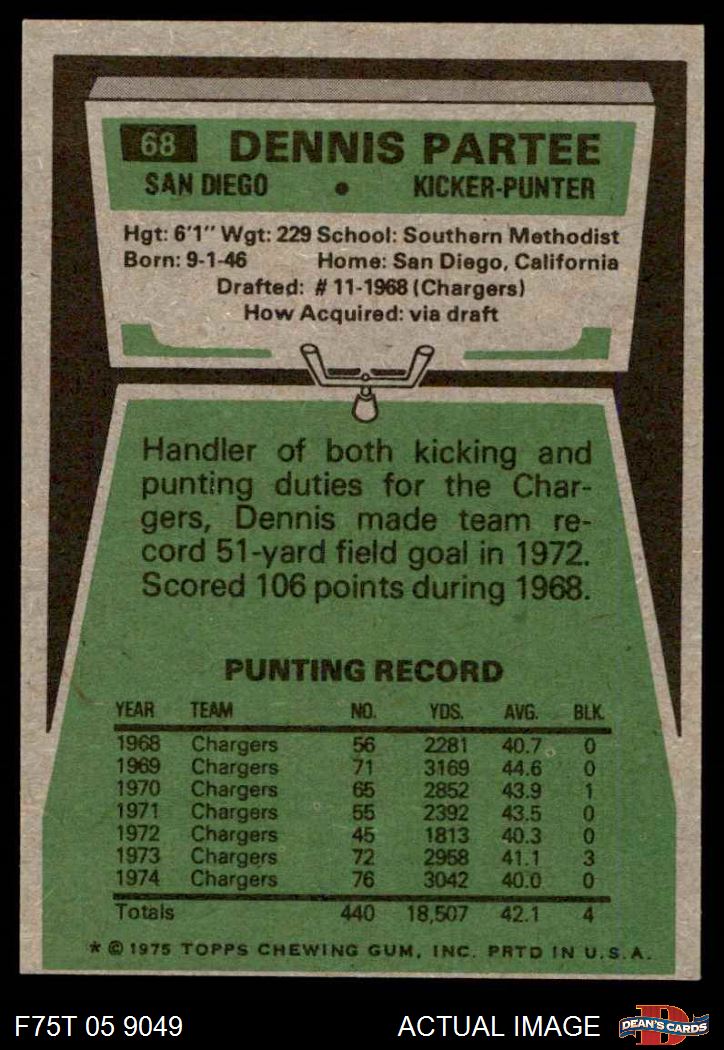 68 DENNIS PARTEE
SAN DIEGO • KICKER-PUNTER
Hgt: 6'1" Wgt: 229 School: Southern Methodist
Born: 9-1-46 Home: San Diego, California
Drafted: #11-1968 (Chargers)
How Acquired: via draft
Handler of both kicking and
punting duties for the Char-
gers, Dennis made team re-
cord 51-yard field goal in 1972.
Scored 106 points during 1968.
PUNTING RECORD
YEAR TEAM NO. YDS. AVG. BLK.
1968 Chargers 56 2281 40.7 0
1969 Chargers 71 3169 44.6 0
1970 Chargers 65 2852 43.9 1
1971 Chargers 55 2392 43.5 0
1972 Chargers 45 1813 40.3 0
1973 Chargers 72 2958 41.1 3
1974 Chargers 76 3042 40.0 0
Totals 440 18,507 42.1 4
* © 1975 TOPPS CHEWING GUM, INC. PRTD IN U.S.A.
F75T 05 9049 ACTUAL IMAGE D DEAN'S CARDS